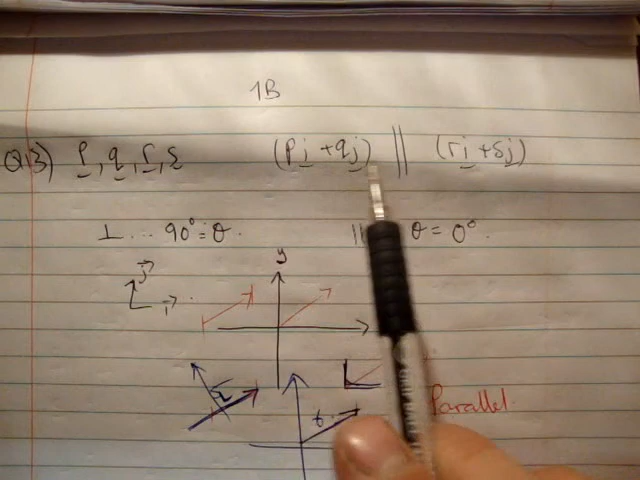 1B
Q3) p, q, r, s (pi + qj) || (ri + sj)
⊥ ... 90° = θ. || θ = 0°.
j
i
y
t
Parallel